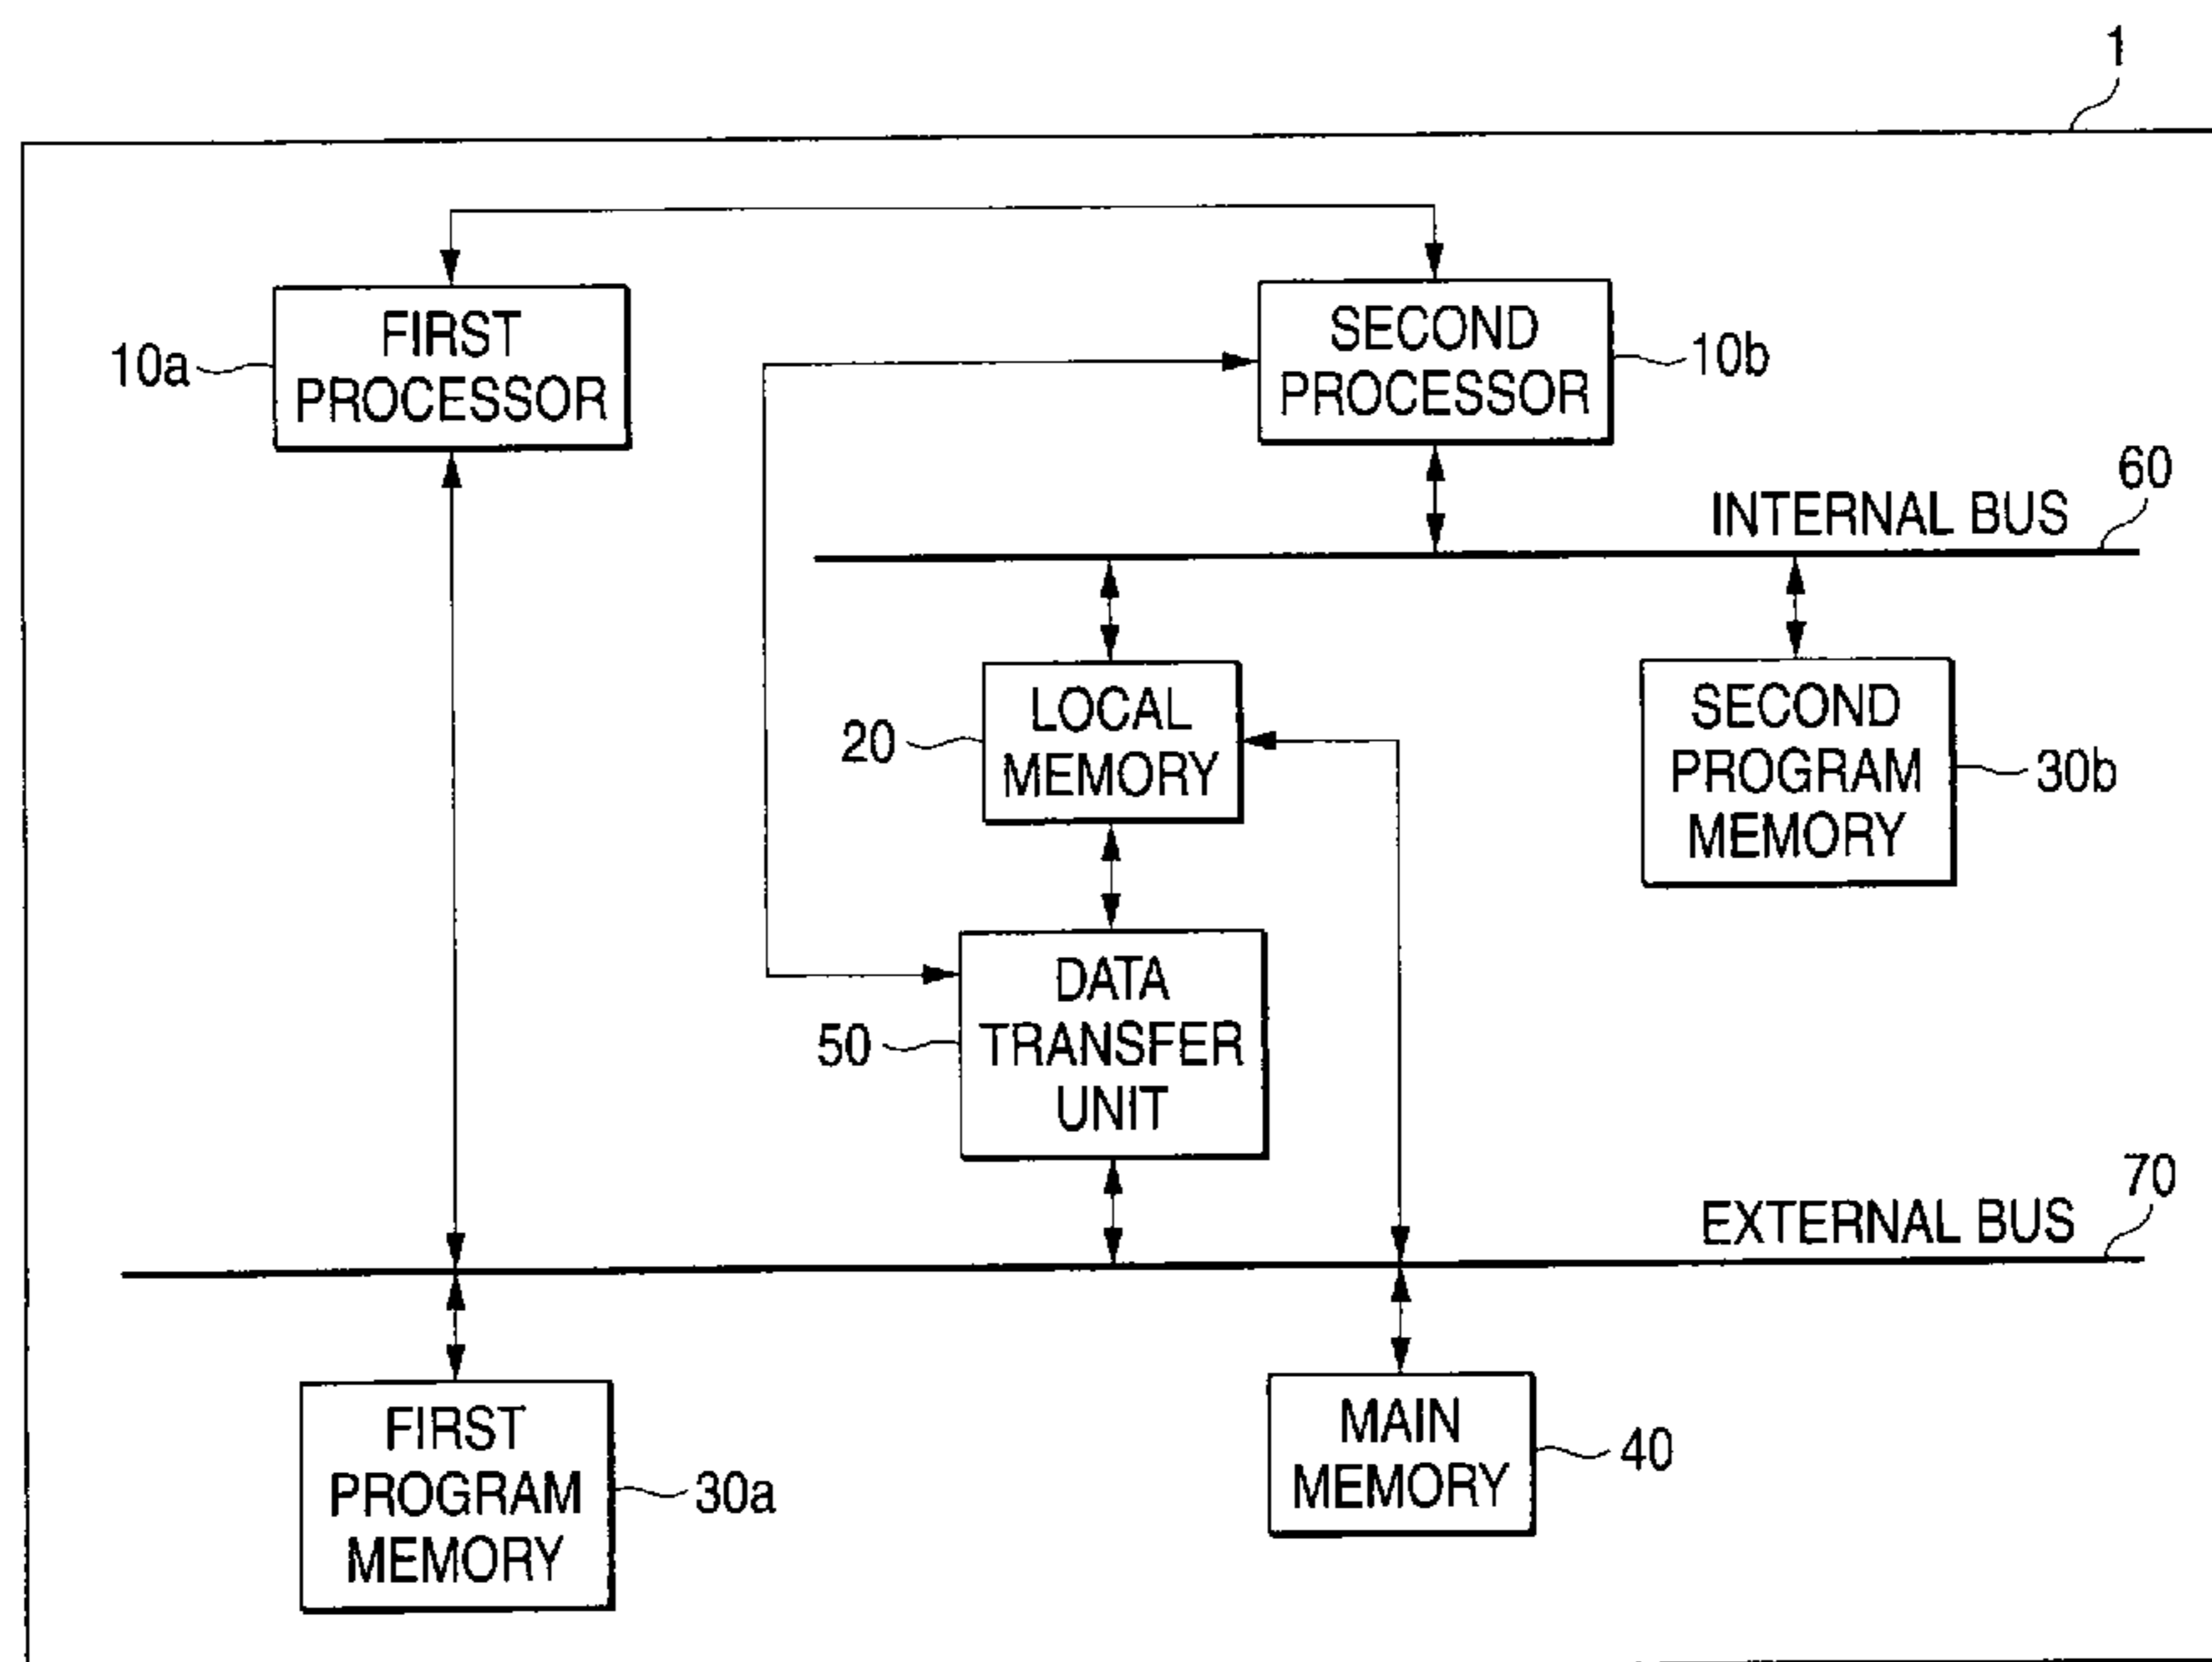 1
FIRST
PROCESSOR
10a
SECOND
PROCESSOR
10b
INTERNAL BUS
60
LOCAL
MEMORY
20
SECOND
PROGRAM
MEMORY
30b
DATA
TRANSFER
UNIT
50
EXTERNAL BUS
70
FIRST
PROGRAM
MEMORY
30a
MAIN
MEMORY
40